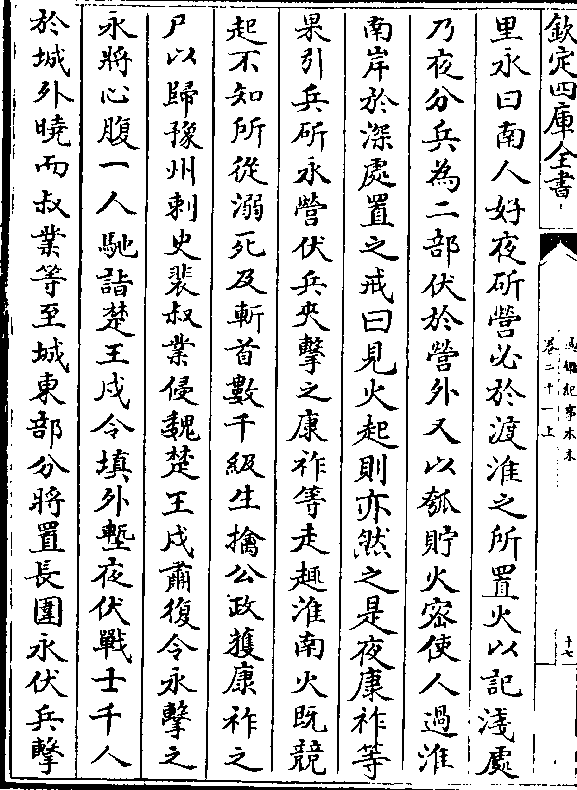 欽定四庫全書
通鑑紀事本末
卷二十一上
十七
里永曰南人好夜斫營必於渡淮之所置火以記淺處
乃夜分兵為二部伏於營外又以瓠貯火密使人過淮
南岸於深處置之戒曰見火起則亦然之是夜康祚等
果引兵斫永營伏兵夾擊之康祚等走趣淮南火既競
起不知所從溺死及斬首數千級生擒公政獲康祚之
尸以歸豫州刺史裴叔業侵魏楚王戍肅復令永擊之
永將心腹一人馳詣楚王戍令填外塹夜伏戰士千人
於城外曉而叔業等至城東部分將置長圍永伏兵擊